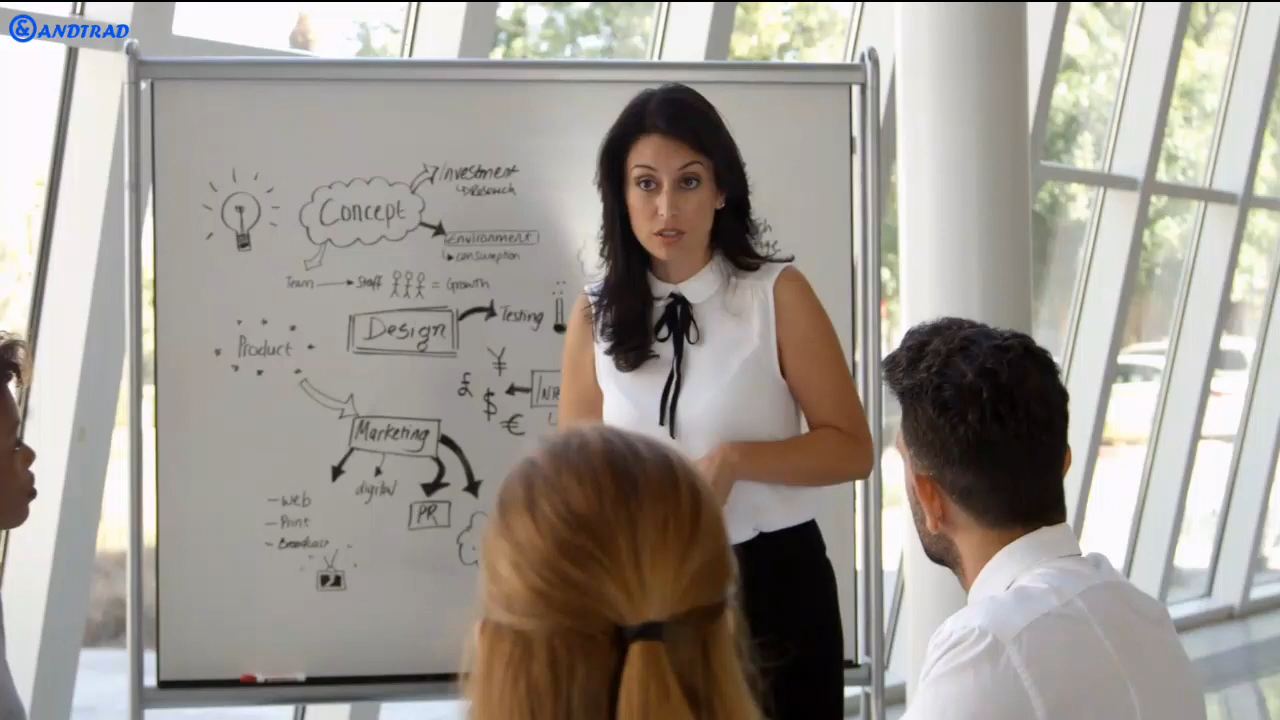 &ANDTRAD
Investment
Research
Concept
Environment
consumption
Team Staff = Growth
Design
Testing
Product
¥
£
$
€
Marketing
digital
- Web
PR
- Print
- Broadcast